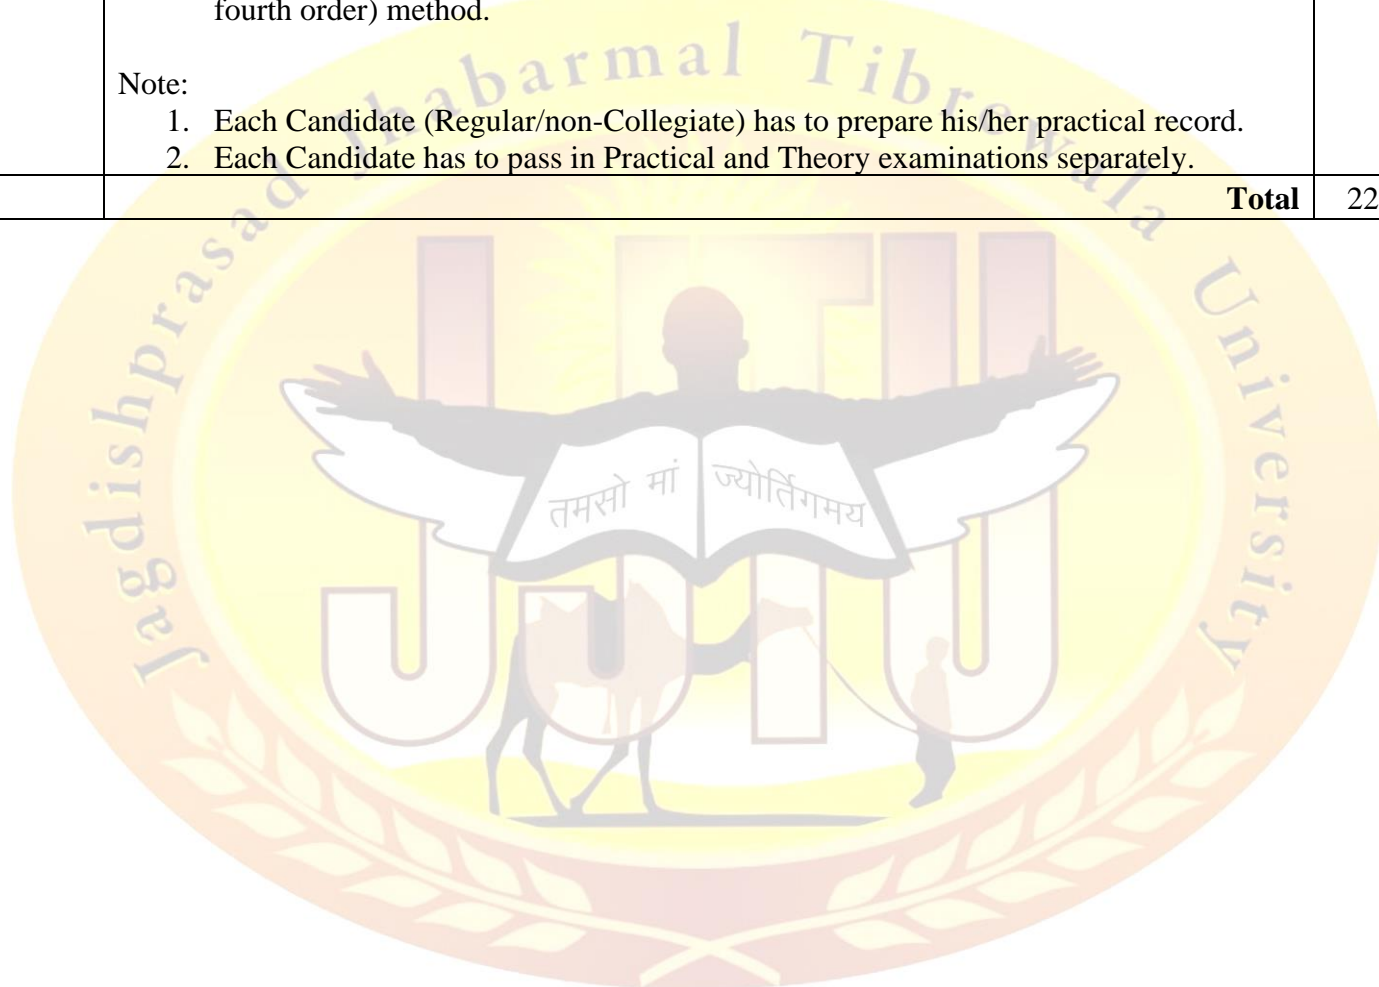 fourth order) method.
Note:
1. Each Candidate (Regular/non-Collegiate) has to prepare his/her practical record.
2. Each Candidate has to pass in Practical and Theory examinations separately.
Total 22
Jagdishprasad Jhabarmal Tibrewala University
तमसो मां ज्योर्तिगमय
JJTU